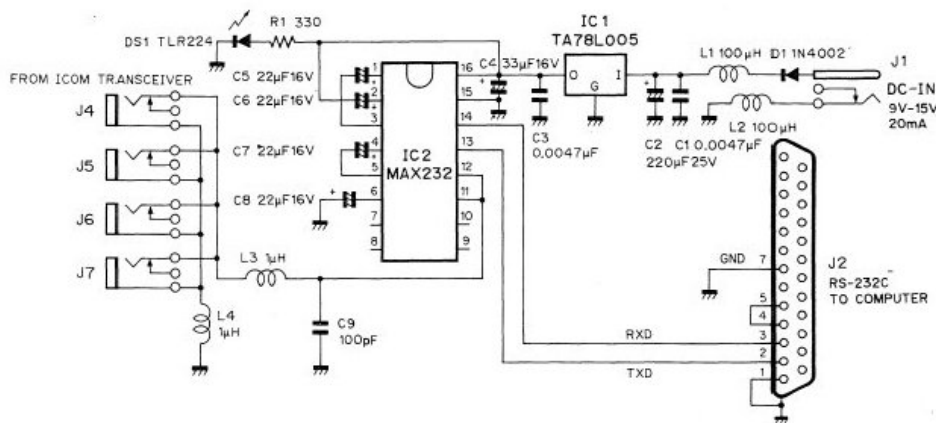 R1 330
DS1 TLR224
IC1
TA78L005
C4 33μF16V
L1 100μH
D1 1N4002
J1
DC-IN
9V-15V
20mA
L2 100μH
FROM ICOM TRANSCEIVER
J4
J5
J6
J7
C5 22μF16V
C6 22μF16V
C7 22μF16V
C8 22μF16V
1
2
3
4
5
6
7
8
16
15
14
13
12
11
10
9
IC2
MAX232
O
I
G
C3
0.0047μF
C2
220μF25V
C1 0.0047μF
L3 1μH
L4
1μH
C9
100pF
GND
7
5
4
3
2
1
RXD
TXD
J2
RS-232C
TO COMPUTER